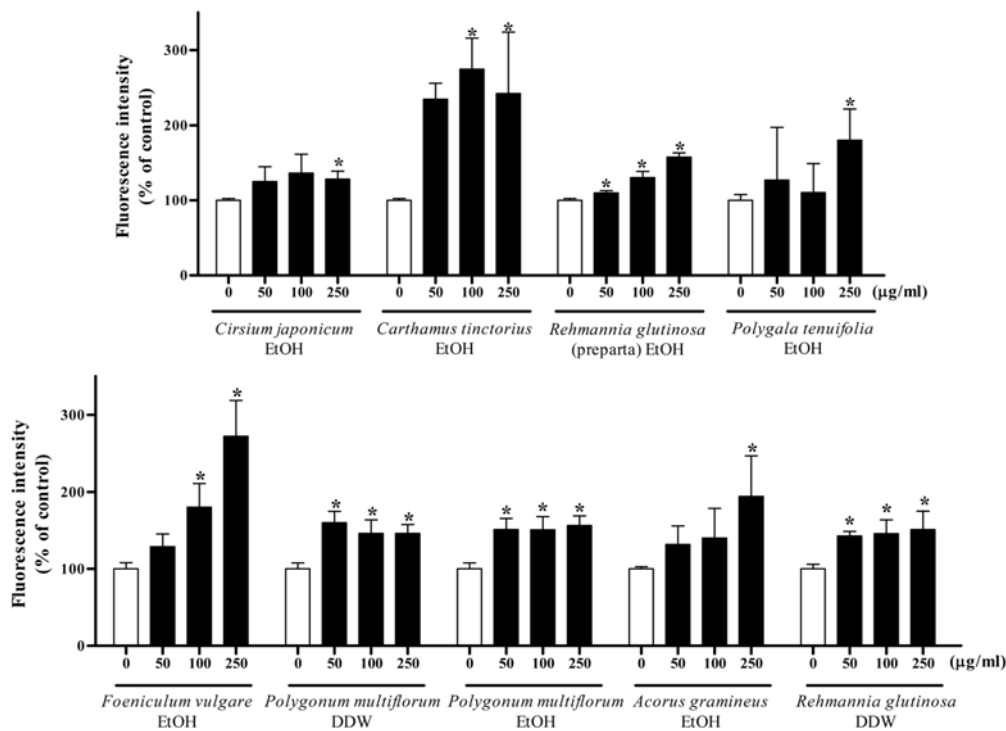 Fluorescence intensity
(% of control)
300
200
100
0
* * * * * * * *
0 50 100 250 0 50 100 250 0 50 100 250 0 50 100 250 (µg/ml)
Cirsium japonicum Carthamus tinctorius Rehmannia glutinosa Polygala tenuifolia
EtOH EtOH (preparta) EtOH EtOH
Fluorescence intensity
(% of control)
300
200
100
0
* * * * * * * * * * * *
0 50 100 250 0 50 100 250 0 50 100 250 0 50 100 250 0 50 100 250 (µg/ml)
Foeniculum vulgare Polygonum multiflorum Polygonum multiflorum Acorus gramineus Rehmannia glutinosa
EtOH DDW EtOH EtOH DDW